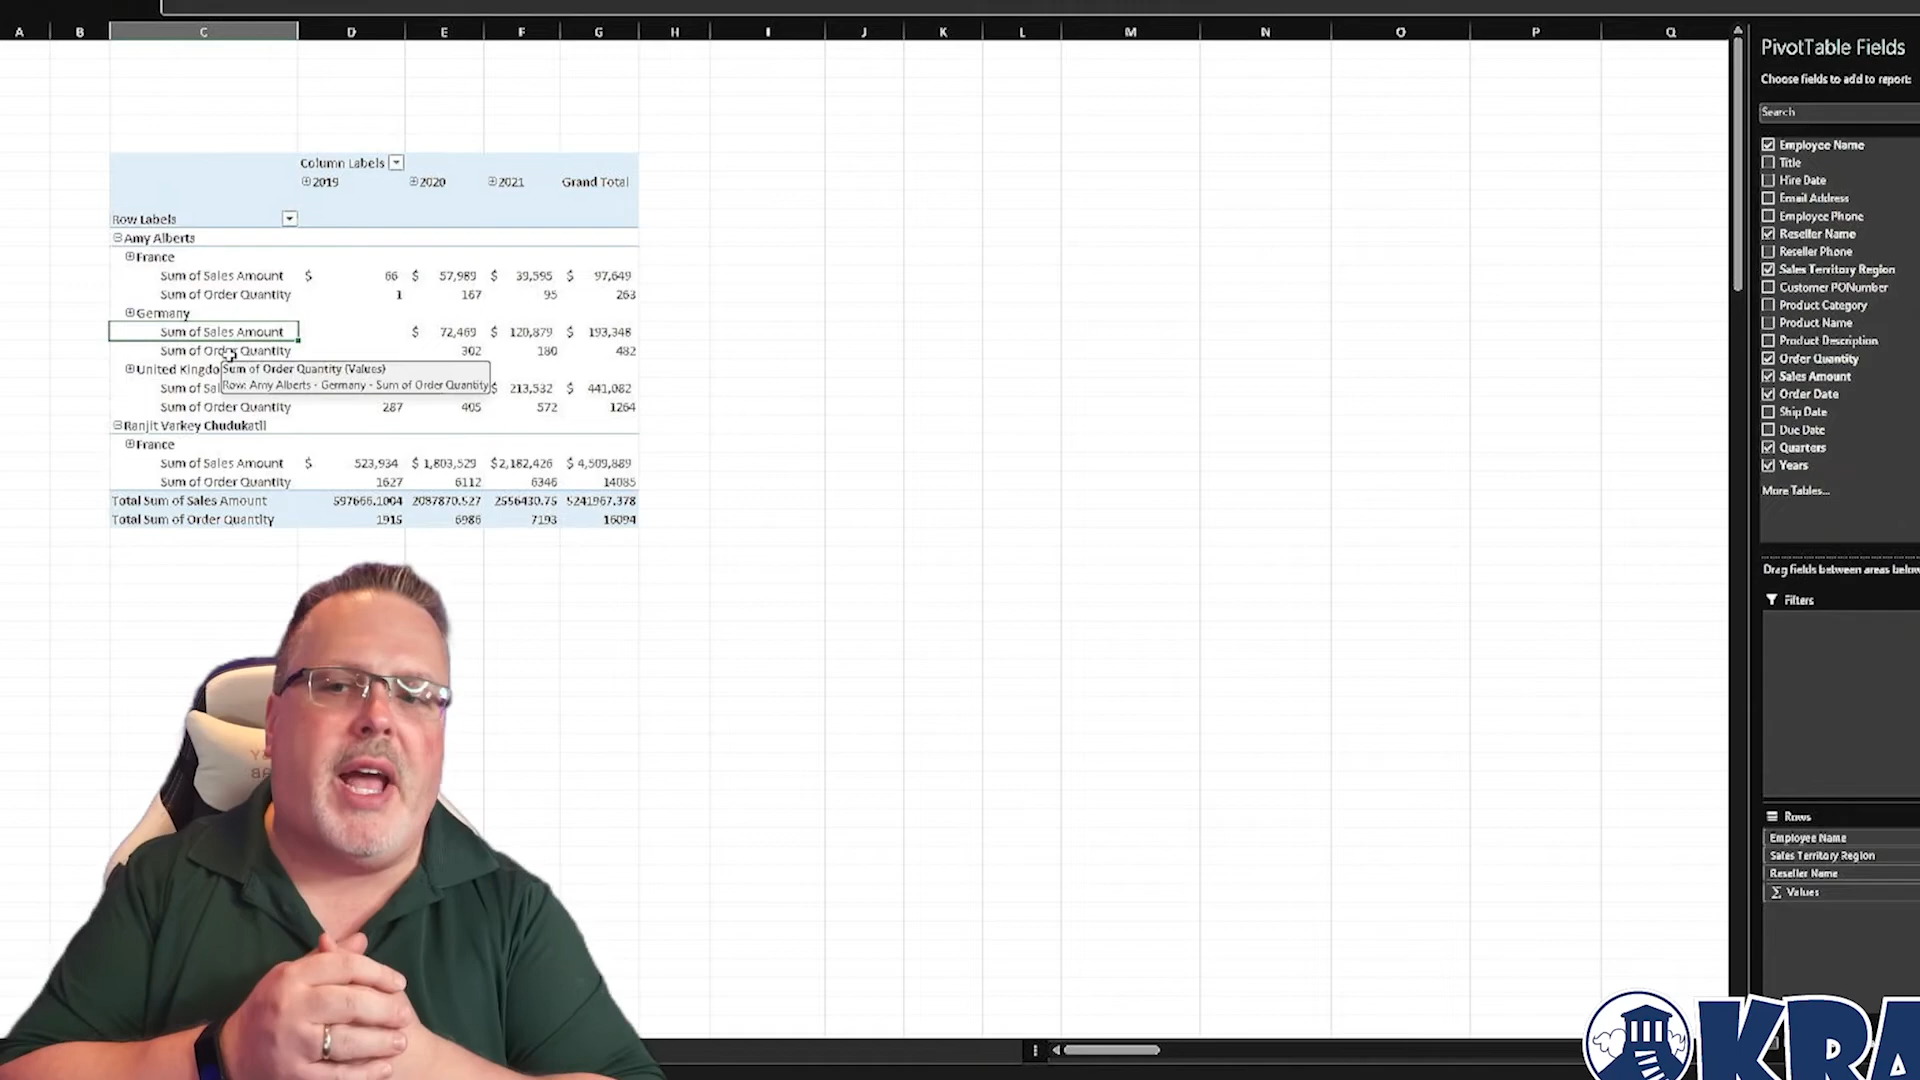 A B C D E F G H I J K L M N O P Q
PivotTable Fields
Choose fields to add to report:
Search
Employee Name
Title
Hire Date
Email Address
Employee Phone
Reseller Name
Reseller Phone
Sales Territory Region
Customer PONumber
Product Category
Product Name
Product Description
Order Quantity
Sales Amount
Order Date
Ship Date
Due Date
Quarters
Years
More Tables...
Drag fields between areas below
Filters
Rows
Employee Name
Sales Territory Region
Reseller Name
Σ Values
Column Labels
2019 2020 2021 Grand Total
Row Labels
Amy Alberts
France
Sum of Sales Amount $ 66 $ 57,989 $ 39,595 $ 97,649
Sum of Order Quantity 1 167 95 263
Germany
Sum of Sales Amount $ 72,469 $ 120,879 $ 193,348
Sum of Order Quantity 302 180 482
United Kingdo
Sum of Order Quantity (Values)
Row: Amy Alberts - Germany - Sum of Order Quantity
Sum of Sal $ 213,532 $ 441,082
Sum of Order Quantity 287 405 572 1264
Ranjit Varkey Chudukatil
France
Sum of Sales Amount $ 523,934 $ 1,803,529 $ 2,182,426 $ 4,509,889
Sum of Order Quantity 1627 6112 6346 14085
Total Sum of Sales Amount 597666.1004 2087870.527 2556430.75 5241967.378
Total Sum of Order Quantity 1915 6986 7193 16094
KRA